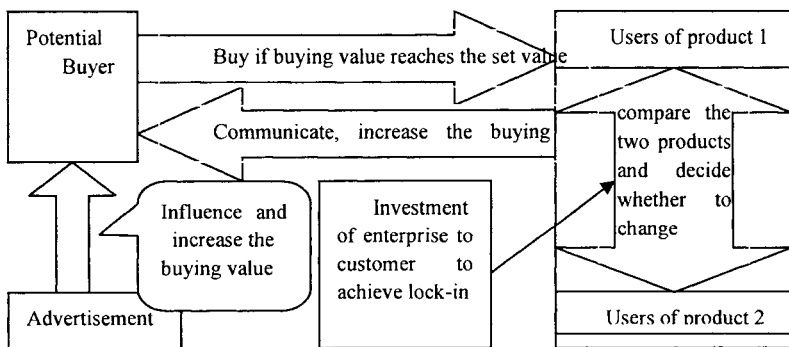 Potential
Buyer
Buy if buying value reaches the set value
Users of product 1
Communicate, increase the buying
compare the
two products
and decide
whether to
change
Influence and
increase the
buying value
Investment
of enterprise to
customer to
achieve lock-in
Advertisement
Users of product 2